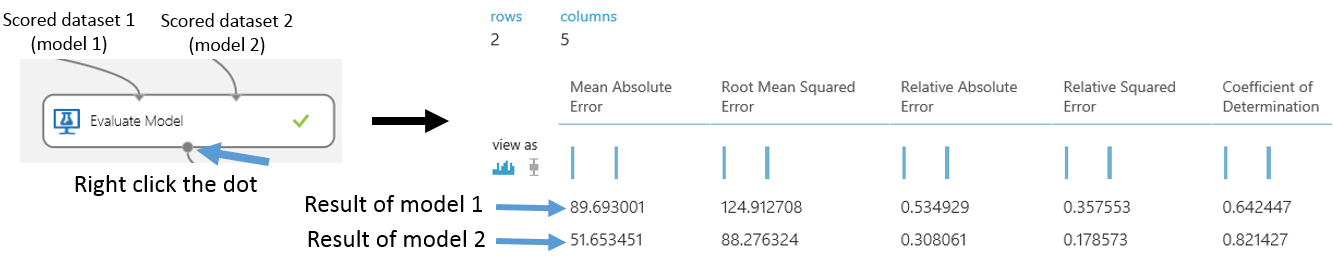 Scored dataset 1
(model 1)
Scored dataset 2
(model 2)
Evaluate Model
Right click the dot
rows
columns
2
5
Mean Absolute
Error
Root Mean Squared
Error
Relative Absolute
Error
Relative Squared
Error
Coefficient of
Determination
view as
Result of model 1
89.693001
124.912708
0.534929
0.357553
0.642447
Result of model 2
51.653451
88.276324
0.308061
0.178573
0.821427